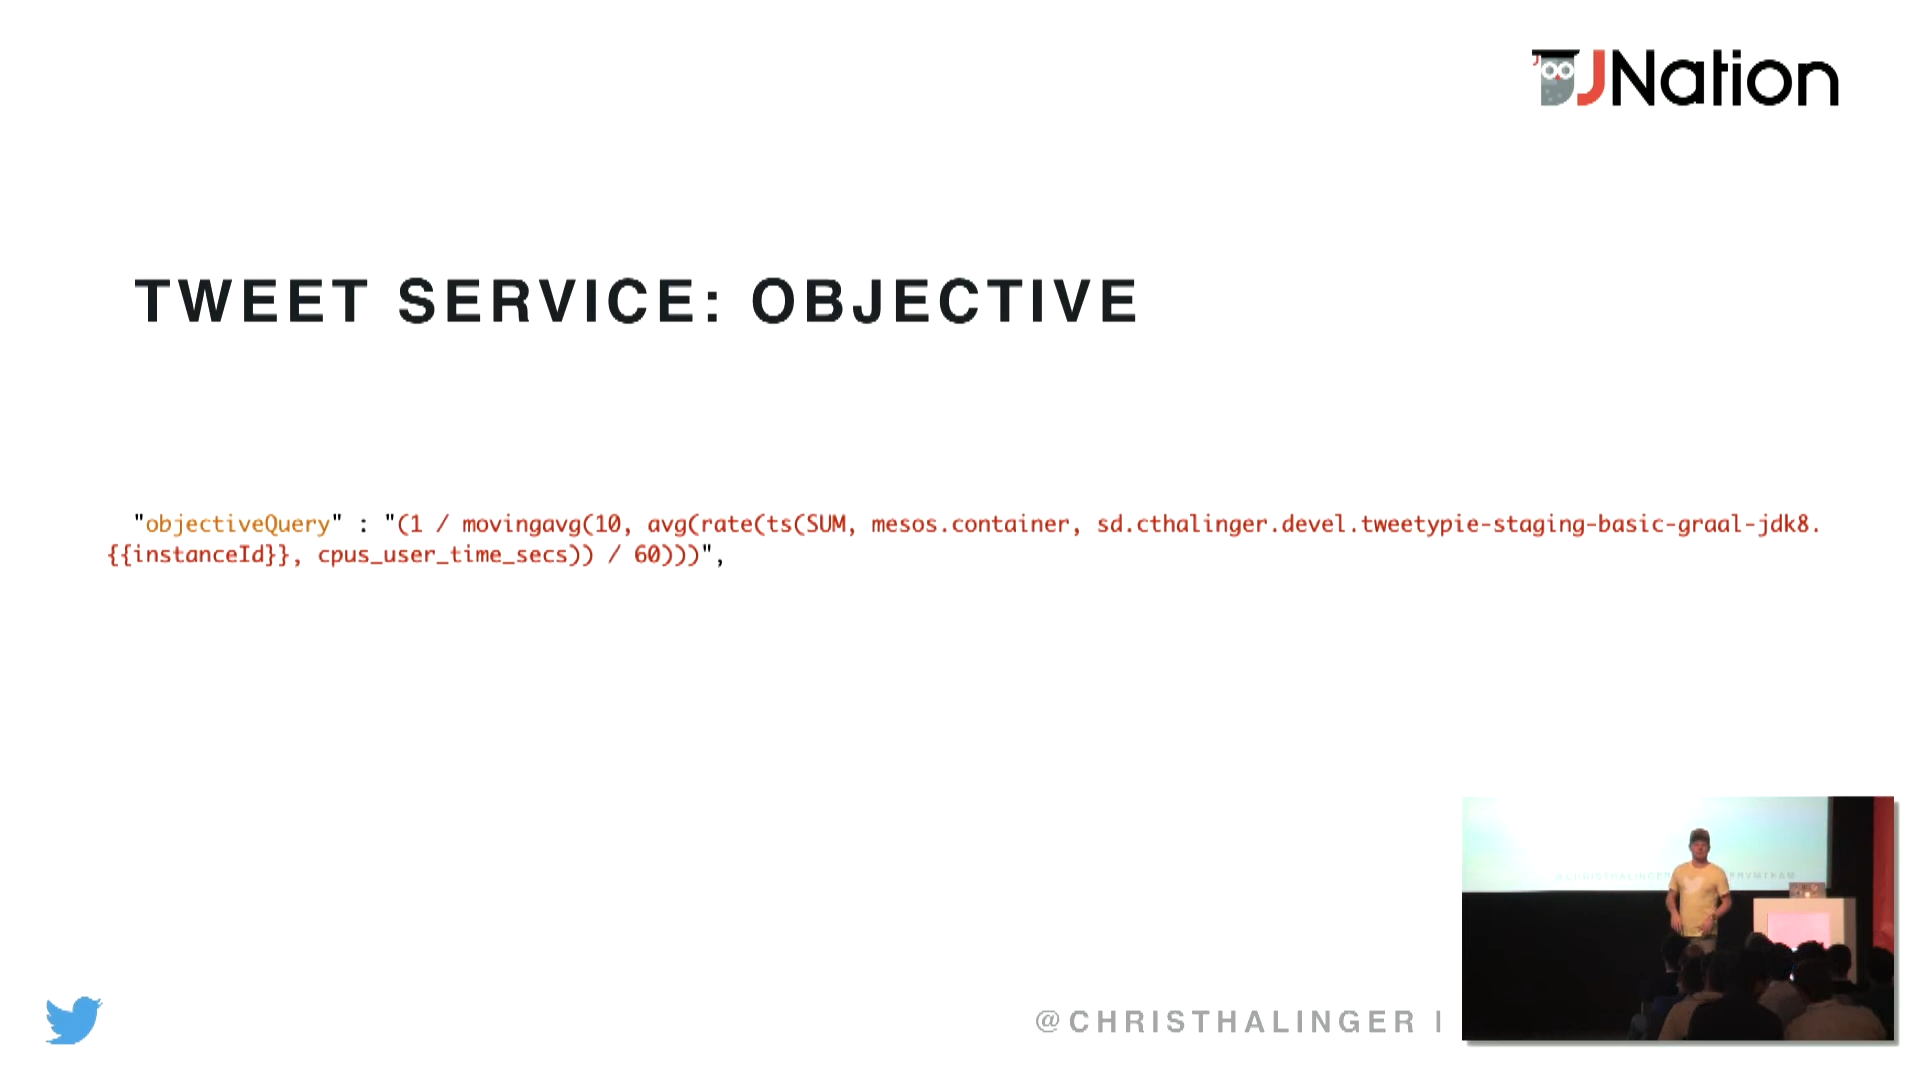 JNation
TWEET SERVICE: OBJECTIVE
"objectiveQuery" : "(1 / movingavg(10, avg(rate(ts(SUM, mesos.container, sd.cthalinger.devel.tweetypie-staging-basic-graal-jdk8.
{{instanceId}}, cpus_user_time_secs)) / 60)))",
@CHRISTHALINGER |
@CHRISTHALINGER